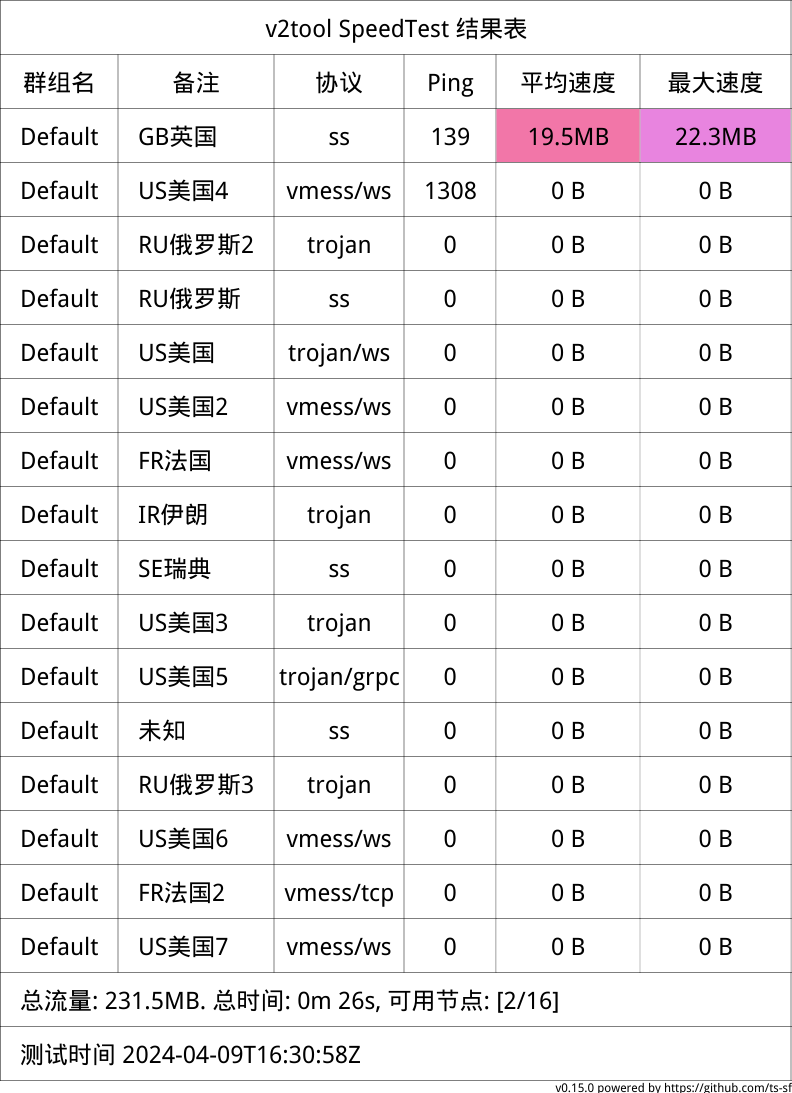 v2tool SpeedTest 结果表
群组名 备注 协议 Ping 平均速度 最大速度
Default GB英国 ss 139 19.5MB 22.3MB
Default US美国4 vmess/ws 1308 0 B 0 B
Default RU俄罗斯2 trojan 0 0 B 0 B
Default RU俄罗斯 ss 0 0 B 0 B
Default US美国 trojan/ws 0 0 B 0 B
Default US美国2 vmess/ws 0 0 B 0 B
Default FR法国 vmess/ws 0 0 B 0 B
Default IR伊朗 trojan 0 0 B 0 B
Default SE瑞典 ss 0 0 B 0 B
Default US美国3 trojan 0 0 B 0 B
Default US美国5 trojan/grpc 0 0 B 0 B
Default 未知 ss 0 0 B 0 B
Default RU俄罗斯3 trojan 0 0 B 0 B
Default US美国6 vmess/ws 0 0 B 0 B
Default FR法国2 vmess/tcp 0 0 B 0 B
Default US美国7 vmess/ws 0 0 B 0 B
总流量: 231.5MB. 总时间: 0m 26s, 可用节点: [2/16]
测试时间 2024-04-09T16:30:58Z
v0.15.0 powered by https://github.com/ts-sf